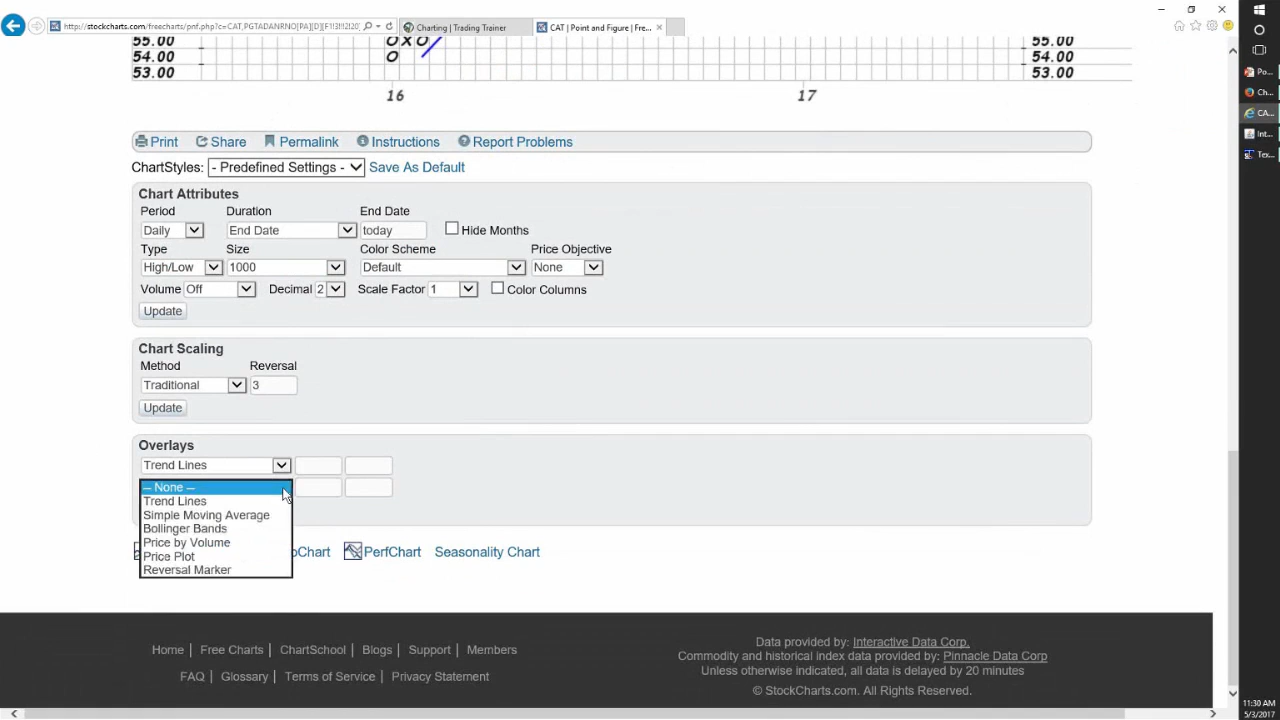 http://stockcharts.com/freecharts/pnf.php?c=CAT,PGTADANRNO[PA][D][F1!3!!!2!20]
Charting | Trading Trainer
CAT | Point and Figure | Fre...
55.00 O X O 55.00
54.00 O 54.00
53.00 53.00
16 17
Print Share Permalink Instructions Report Problems
ChartStyles: - Predefined Settings - Save As Default
Chart Attributes
Period Duration End Date
Daily End Date today Hide Months
Type Size Color Scheme Price Objective
High/Low 1000 Default None
Volume Off Decimal 2 Scale Factor 1 Color Columns
Update
Chart Scaling
Method Reversal
Traditional 3
Update
Overlays
Trend Lines
-- None --
Trend Lines
Simple Moving Average
Bollinger Bands
Price by Volume
Price Plot
Reversal Marker
oChart PerfChart Seasonality Chart
Home | Free Charts | ChartSchool | Blogs | Support | Members
FAQ | Glossary | Terms of Service | Privacy Statement
Data provided by: Interactive Data Corp.
Commodity and historical index data provided by: Pinnacle Data Corp
Unless otherwise indicated, all data is delayed by 20 minutes
© StockCharts.com. All Rights Reserved.
Po...
Ch...
CA...
Int...
Tex...
11:30 AM
5/3/2017